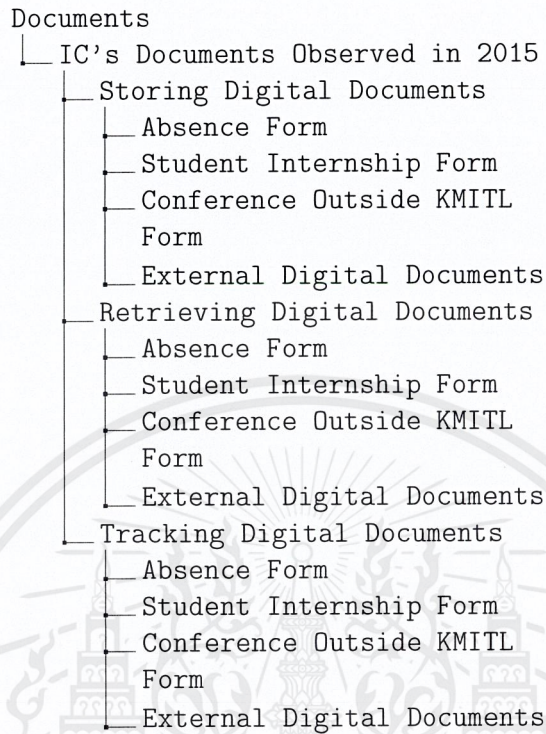 Documents
IC's Documents Observed in 2015
Storing Digital Documents
Absence Form
Student Internship Form
Conference Outside KMITL
Form
External Digital Documents
Retrieving Digital Documents
Absence Form
Student Internship Form
Conference Outside KMITL
Form
External Digital Documents
Tracking Digital Documents
Absence Form
Student Internship Form
Conference Outside KMITL
Form
External Digital Documents